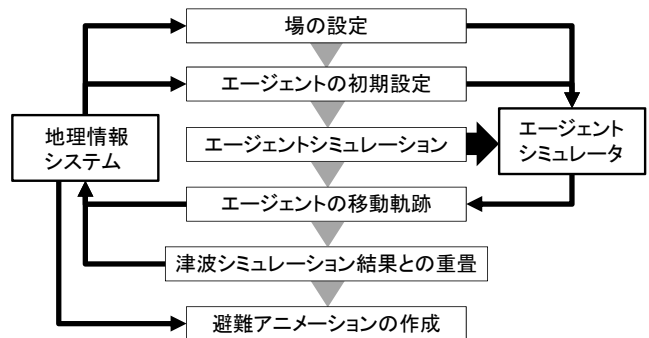 場の設定
エージェントの初期設定
地理情報
システム
エージェントシミュレーション
エージェント
シミュレータ
エージェントの移動軌跡
津波シミュレーション結果との重畳
避難アニメーションの作成